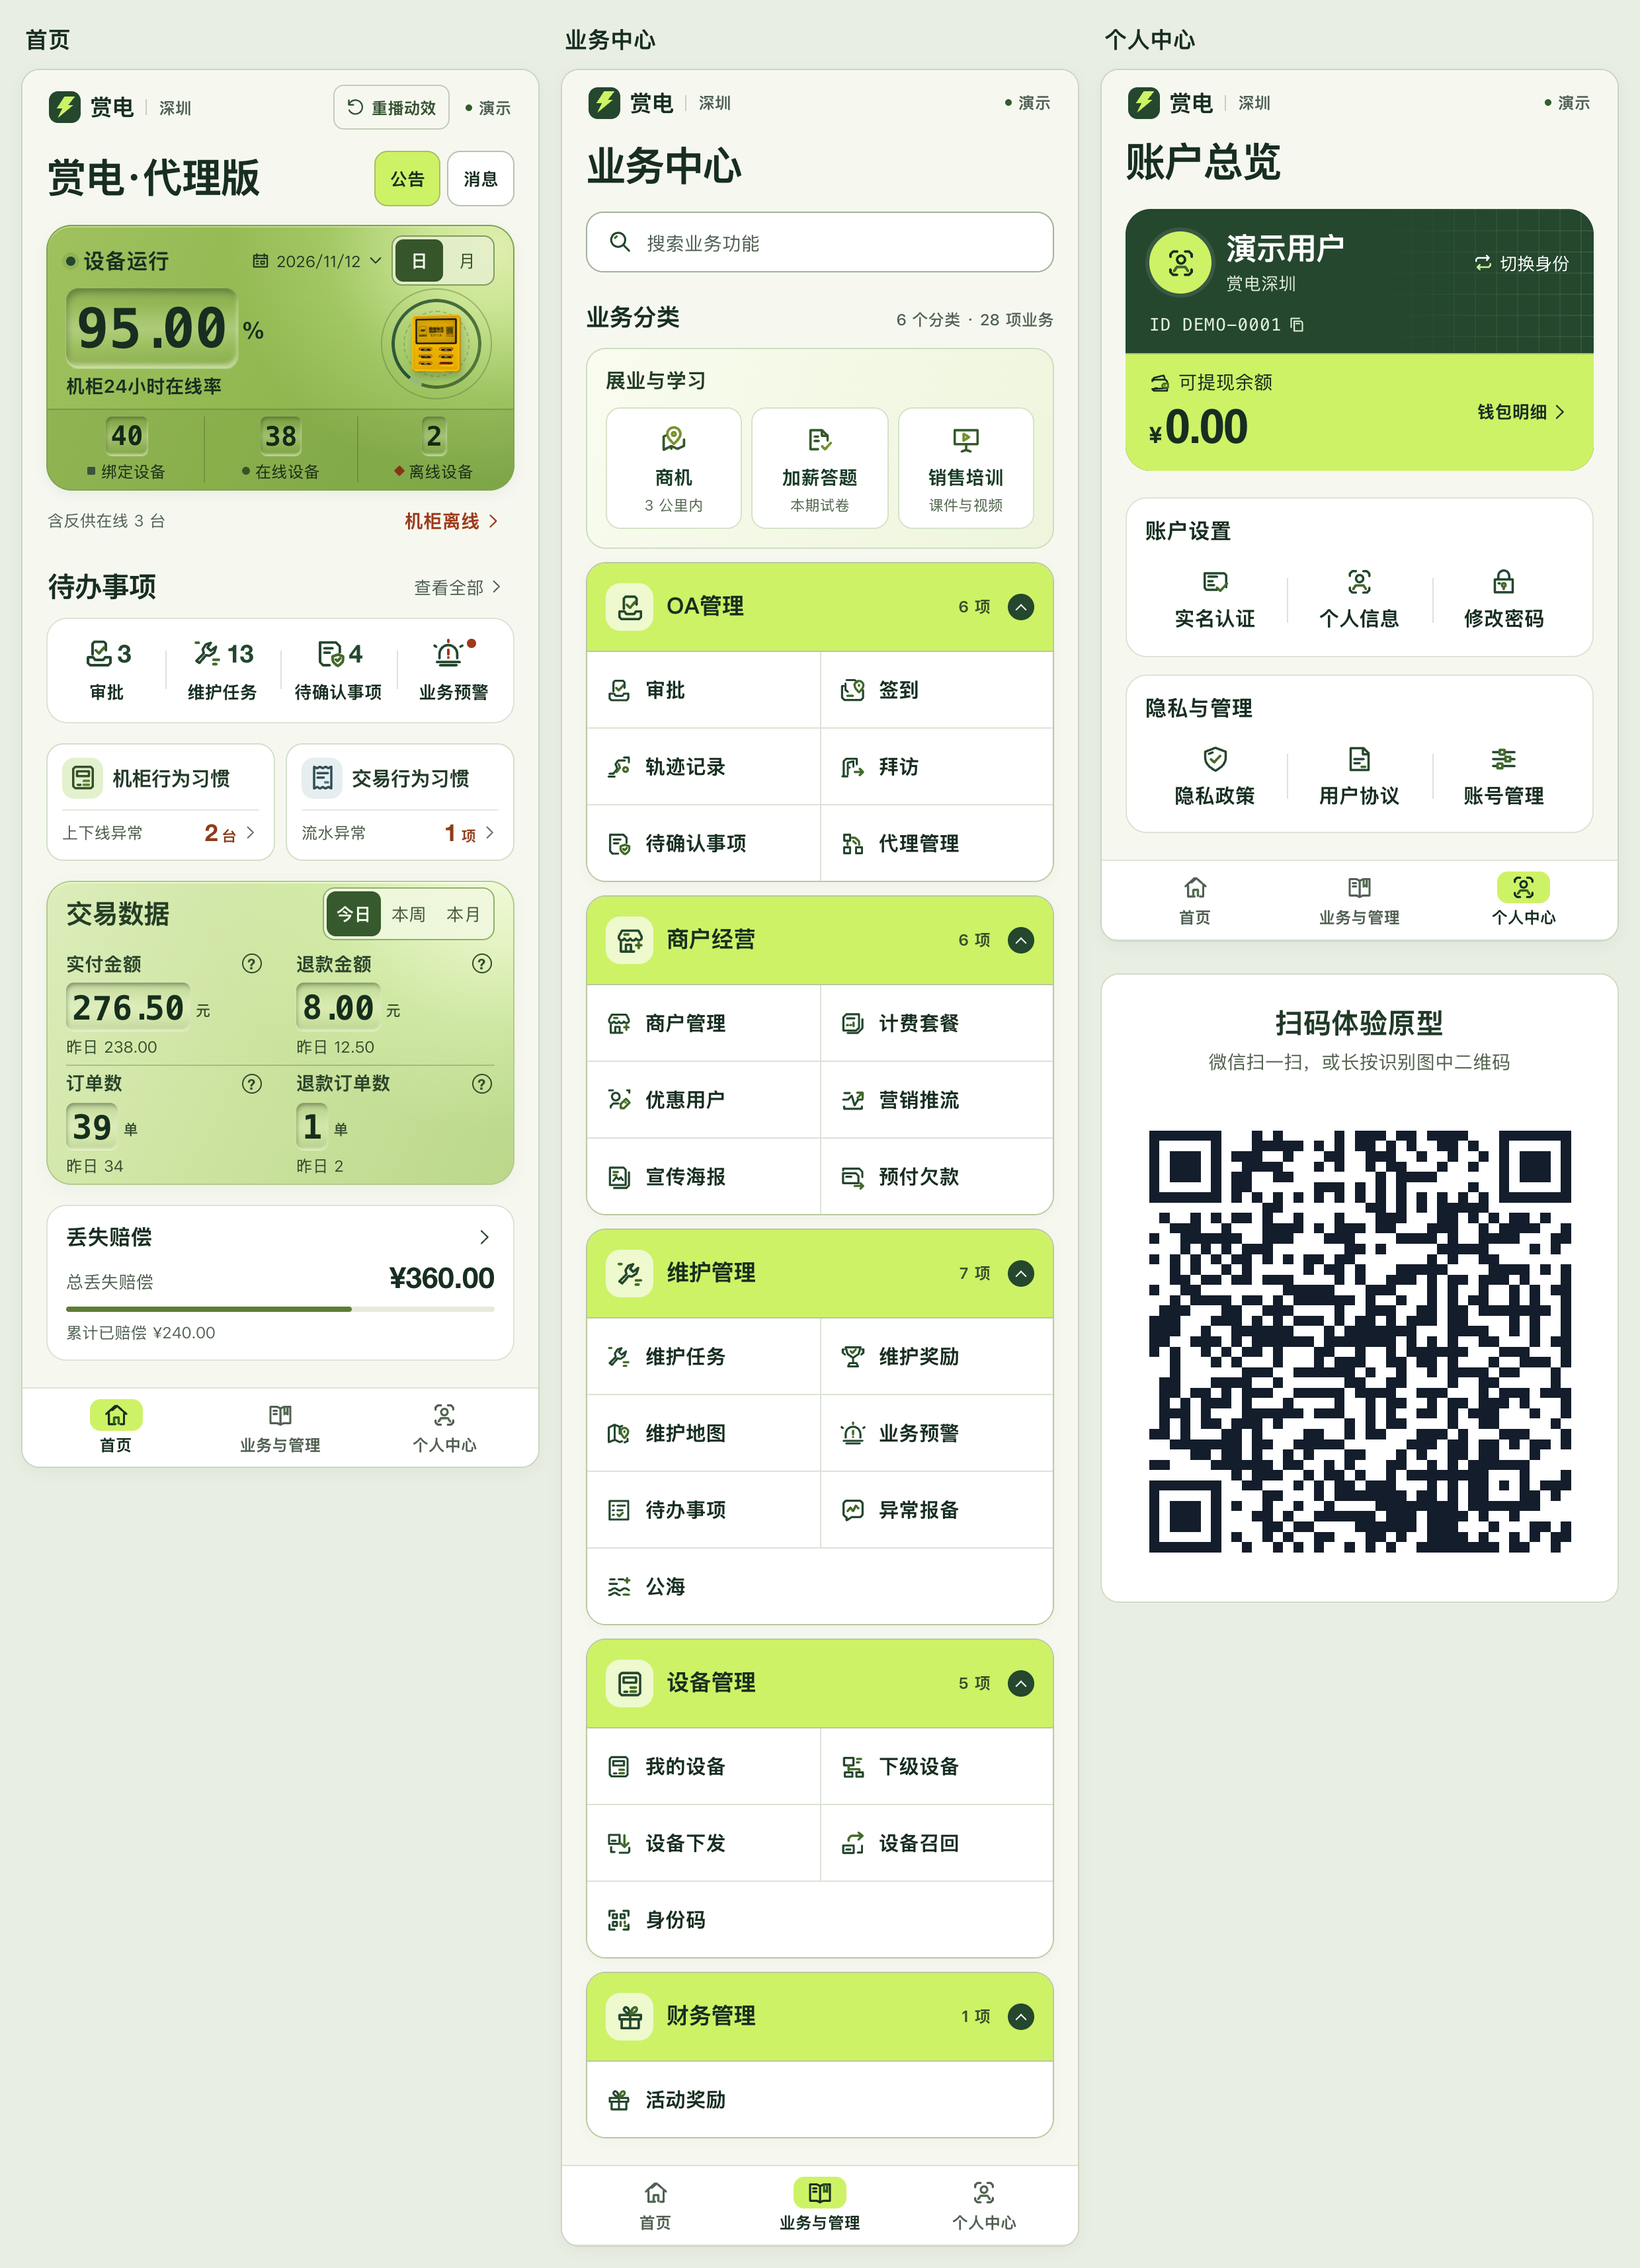 首页
赏电 深圳 重播动效 演示
赏电·代理版 公告 消息
设备运行 2026/11/12 日 月
95.00 %
机柜24小时在线率
40 38 2
绑定设备 在线设备 离线设备
含反供在线 3 台 机柜离线
待办事项 查看全部
3 13 4
审批 维护任务 待确认事项 业务预警
机柜行为习惯 交易行为习惯
上下线异常 2 台 流水异常 1 项
交易数据 今日 本周 本月
实付金额 ? 退款金额 ?
276.50 元 8.00 元
昨日 238.00 昨日 12.50
订单数 ? 退款订单数 ?
39 单 1 单
昨日 34 昨日 2
丢失赔偿
总丢失赔偿 ¥360.00
累计已赔偿 ¥240.00
首页 业务与管理 个人中心
业务中心
赏电 深圳 演示
业务中心
搜索业务功能
业务分类 6 个分类 · 28 项业务
展业与学习
商机 加薪答题 销售培训
3 公里内 本期试卷 课件与视频
OA管理 6 项
审批 签到
轨迹记录 拜访
待确认事项 代理管理
商户经营 6 项
商户管理 计费套餐
优惠用户 营销推流
宣传海报 预付欠款
维护管理 7 项
维护任务 维护奖励
维护地图 业务预警
待办事项 异常报备
公海
设备管理 5 项
我的设备 下级设备
设备下发 设备召回
身份码
财务管理 1 项
活动奖励
首页 业务与管理 个人中心
个人中心
赏电 深圳 演示
账户总览
演示用户 切换身份
赏电深圳
ID DEMO-0001
可提现余额
¥0.00 钱包明细
账户设置
实名认证 个人信息 修改密码
隐私与管理
隐私政策 用户协议 账号管理
首页 业务与管理 个人中心
扫码体验原型
微信扫一扫，或长按识别图中二维码